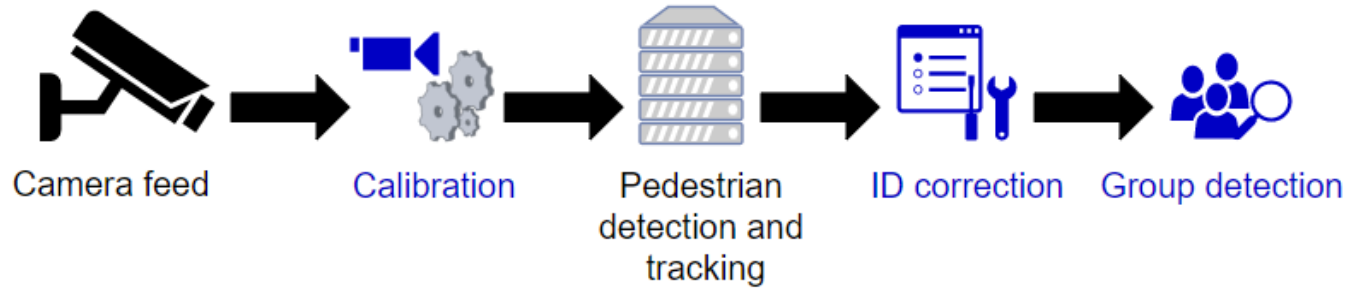 Camera feed
Calibration
Pedestrian
detection and
tracking
ID correction
Group detection